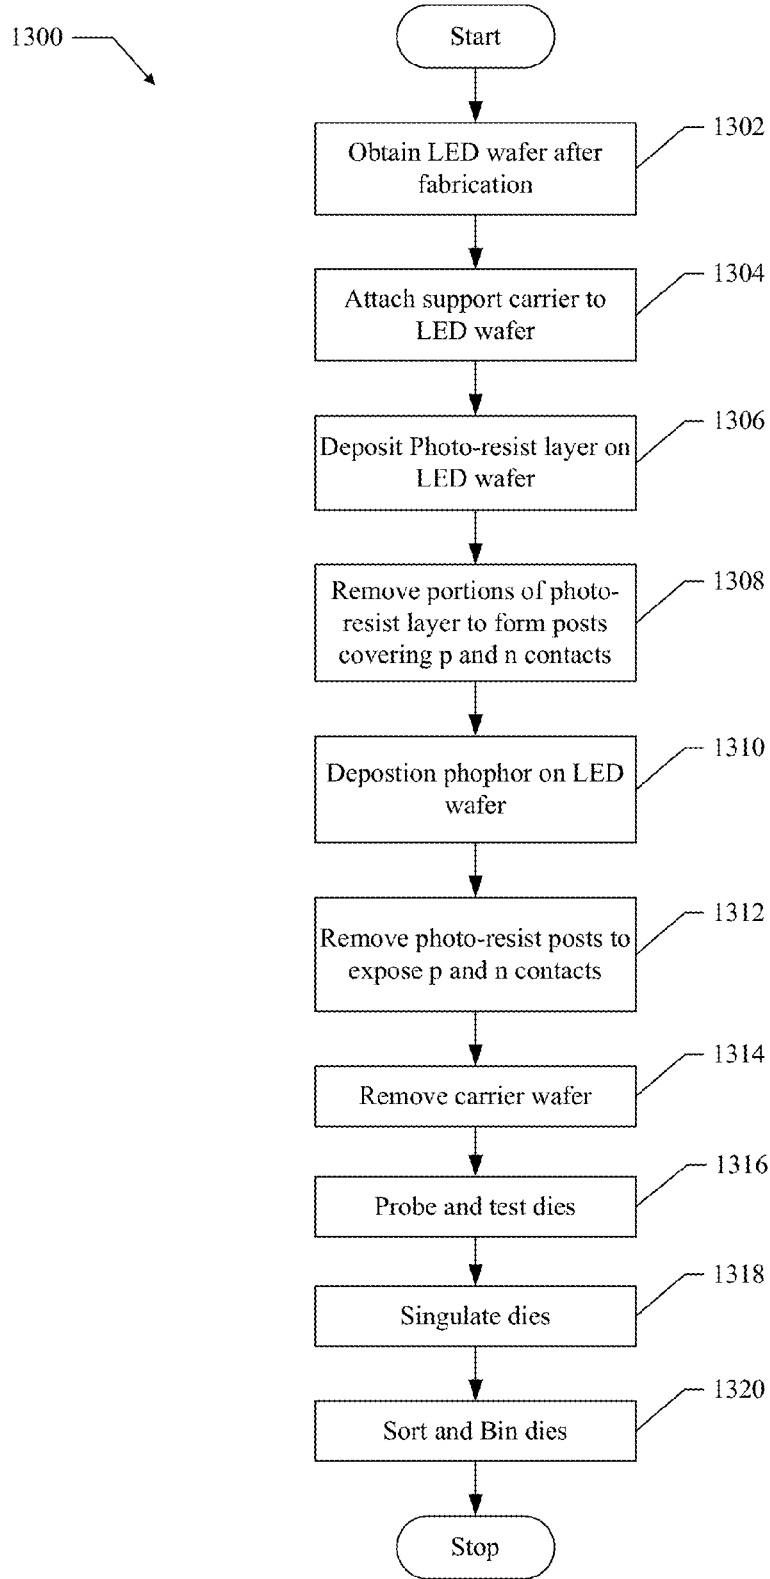 1300
Start
1302
Obtain LED wafer after
fabrication
1304
Attach support carrier to
LED wafer
1306
Deposit Photo-resist layer on
LED wafer
1308
Remove portions of photo-
resist layer to form posts
covering p and n contacts
1310
Depostion phophor on LED
wafer
1312
Remove photo-resist posts to
expose p and n contacts
1314
Remove carrier wafer
1316
Probe and test dies
1318
Singulate dies
1320
Sort and Bin dies
Stop